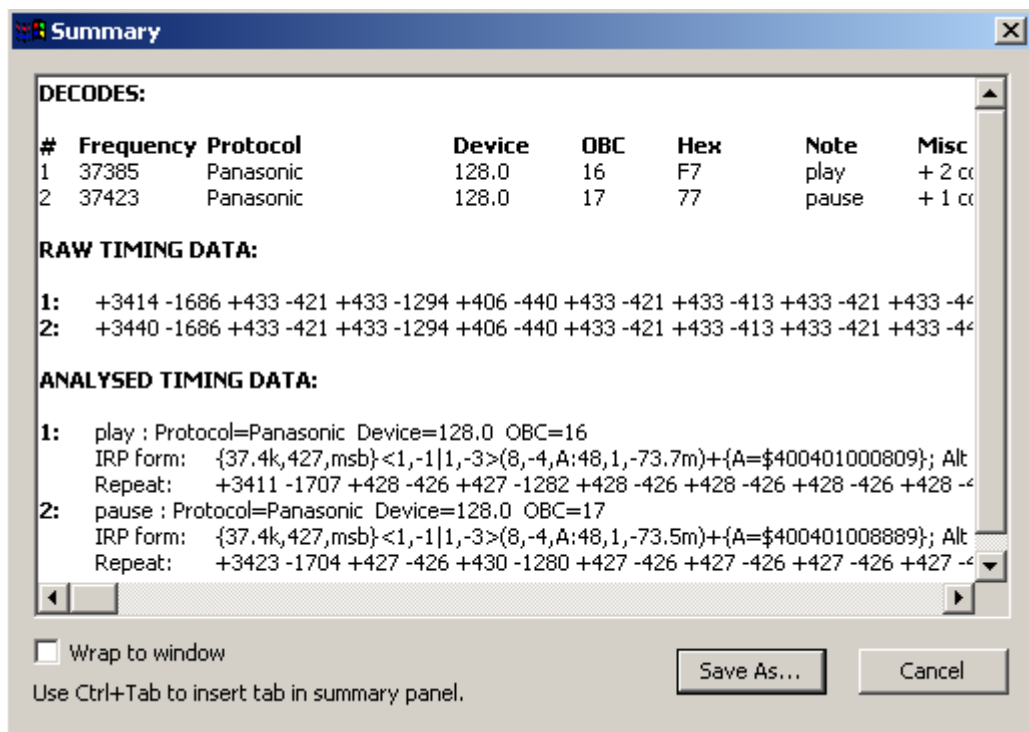 Summary
DECODES:
# Frequency Protocol Device OBC Hex Note Misc
1 37385 Panasonic 128.0 16 F7 play + 2
2 37423 Panasonic 128.0 17 77 pause + 1
RAW TIMING DATA:
1: +3414 -1686 +433 -421 +433 -1294 +406 -440 +433 -421 +433 -413 +433 -421 +433
2: +3440 -1686 +433 -421 +433 -1294 +406 -440 +433 -421 +433 -413 +433 -421 +433
ANALYSED TIMING DATA:
1: play : Protocol=Panasonic Device=128.0 OBC=16
IRP form: {37.4k,427,msb}<1,-1|1,-3>(8,-4,A:48,1,-73.7m)+{A=$400401000809}; Alt
Repeat: +3411 -1707 +428 -426 +427 -1282 +428 -426 +428 -426 +428 -426 +428
2: pause : Protocol=Panasonic Device=128.0 OBC=17
IRP form: {37.4k,427,msb}<1,-1|1,-3>(8,-4,A:48,1,-73.5m)+{A=$400401008889}; Alt
Repeat: +3423 -1704 +427 -426 +430 -1280 +427 -426 +427 -426 +427 -426 +427
Wrap to window
Save As...
Cancel
Use Ctrl+Tab to insert tab in summary panel.